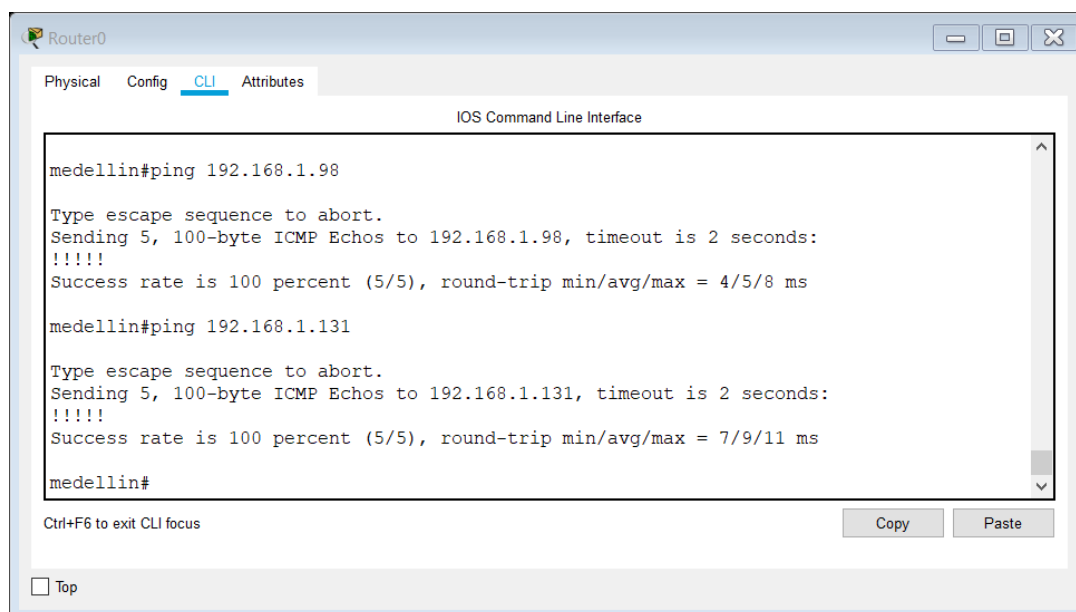 Router0
Physical Config CLI Attributes
IOS Command Line Interface
medellin#ping 192.168.1.98
Type escape sequence to abort.
Sending 5, 100-byte ICMP Echos to 192.168.1.98, timeout is 2 seconds:
!!!!!
Success rate is 100 percent (5/5), round-trip min/avg/max = 4/5/8 ms
medellin#ping 192.168.1.131
Type escape sequence to abort.
Sending 5, 100-byte ICMP Echos to 192.168.1.131, timeout is 2 seconds:
!!!!!
Success rate is 100 percent (5/5), round-trip min/avg/max = 7/9/11 ms
medellin#
Ctrl+F6 to exit CLI focus
Copy Paste
Top